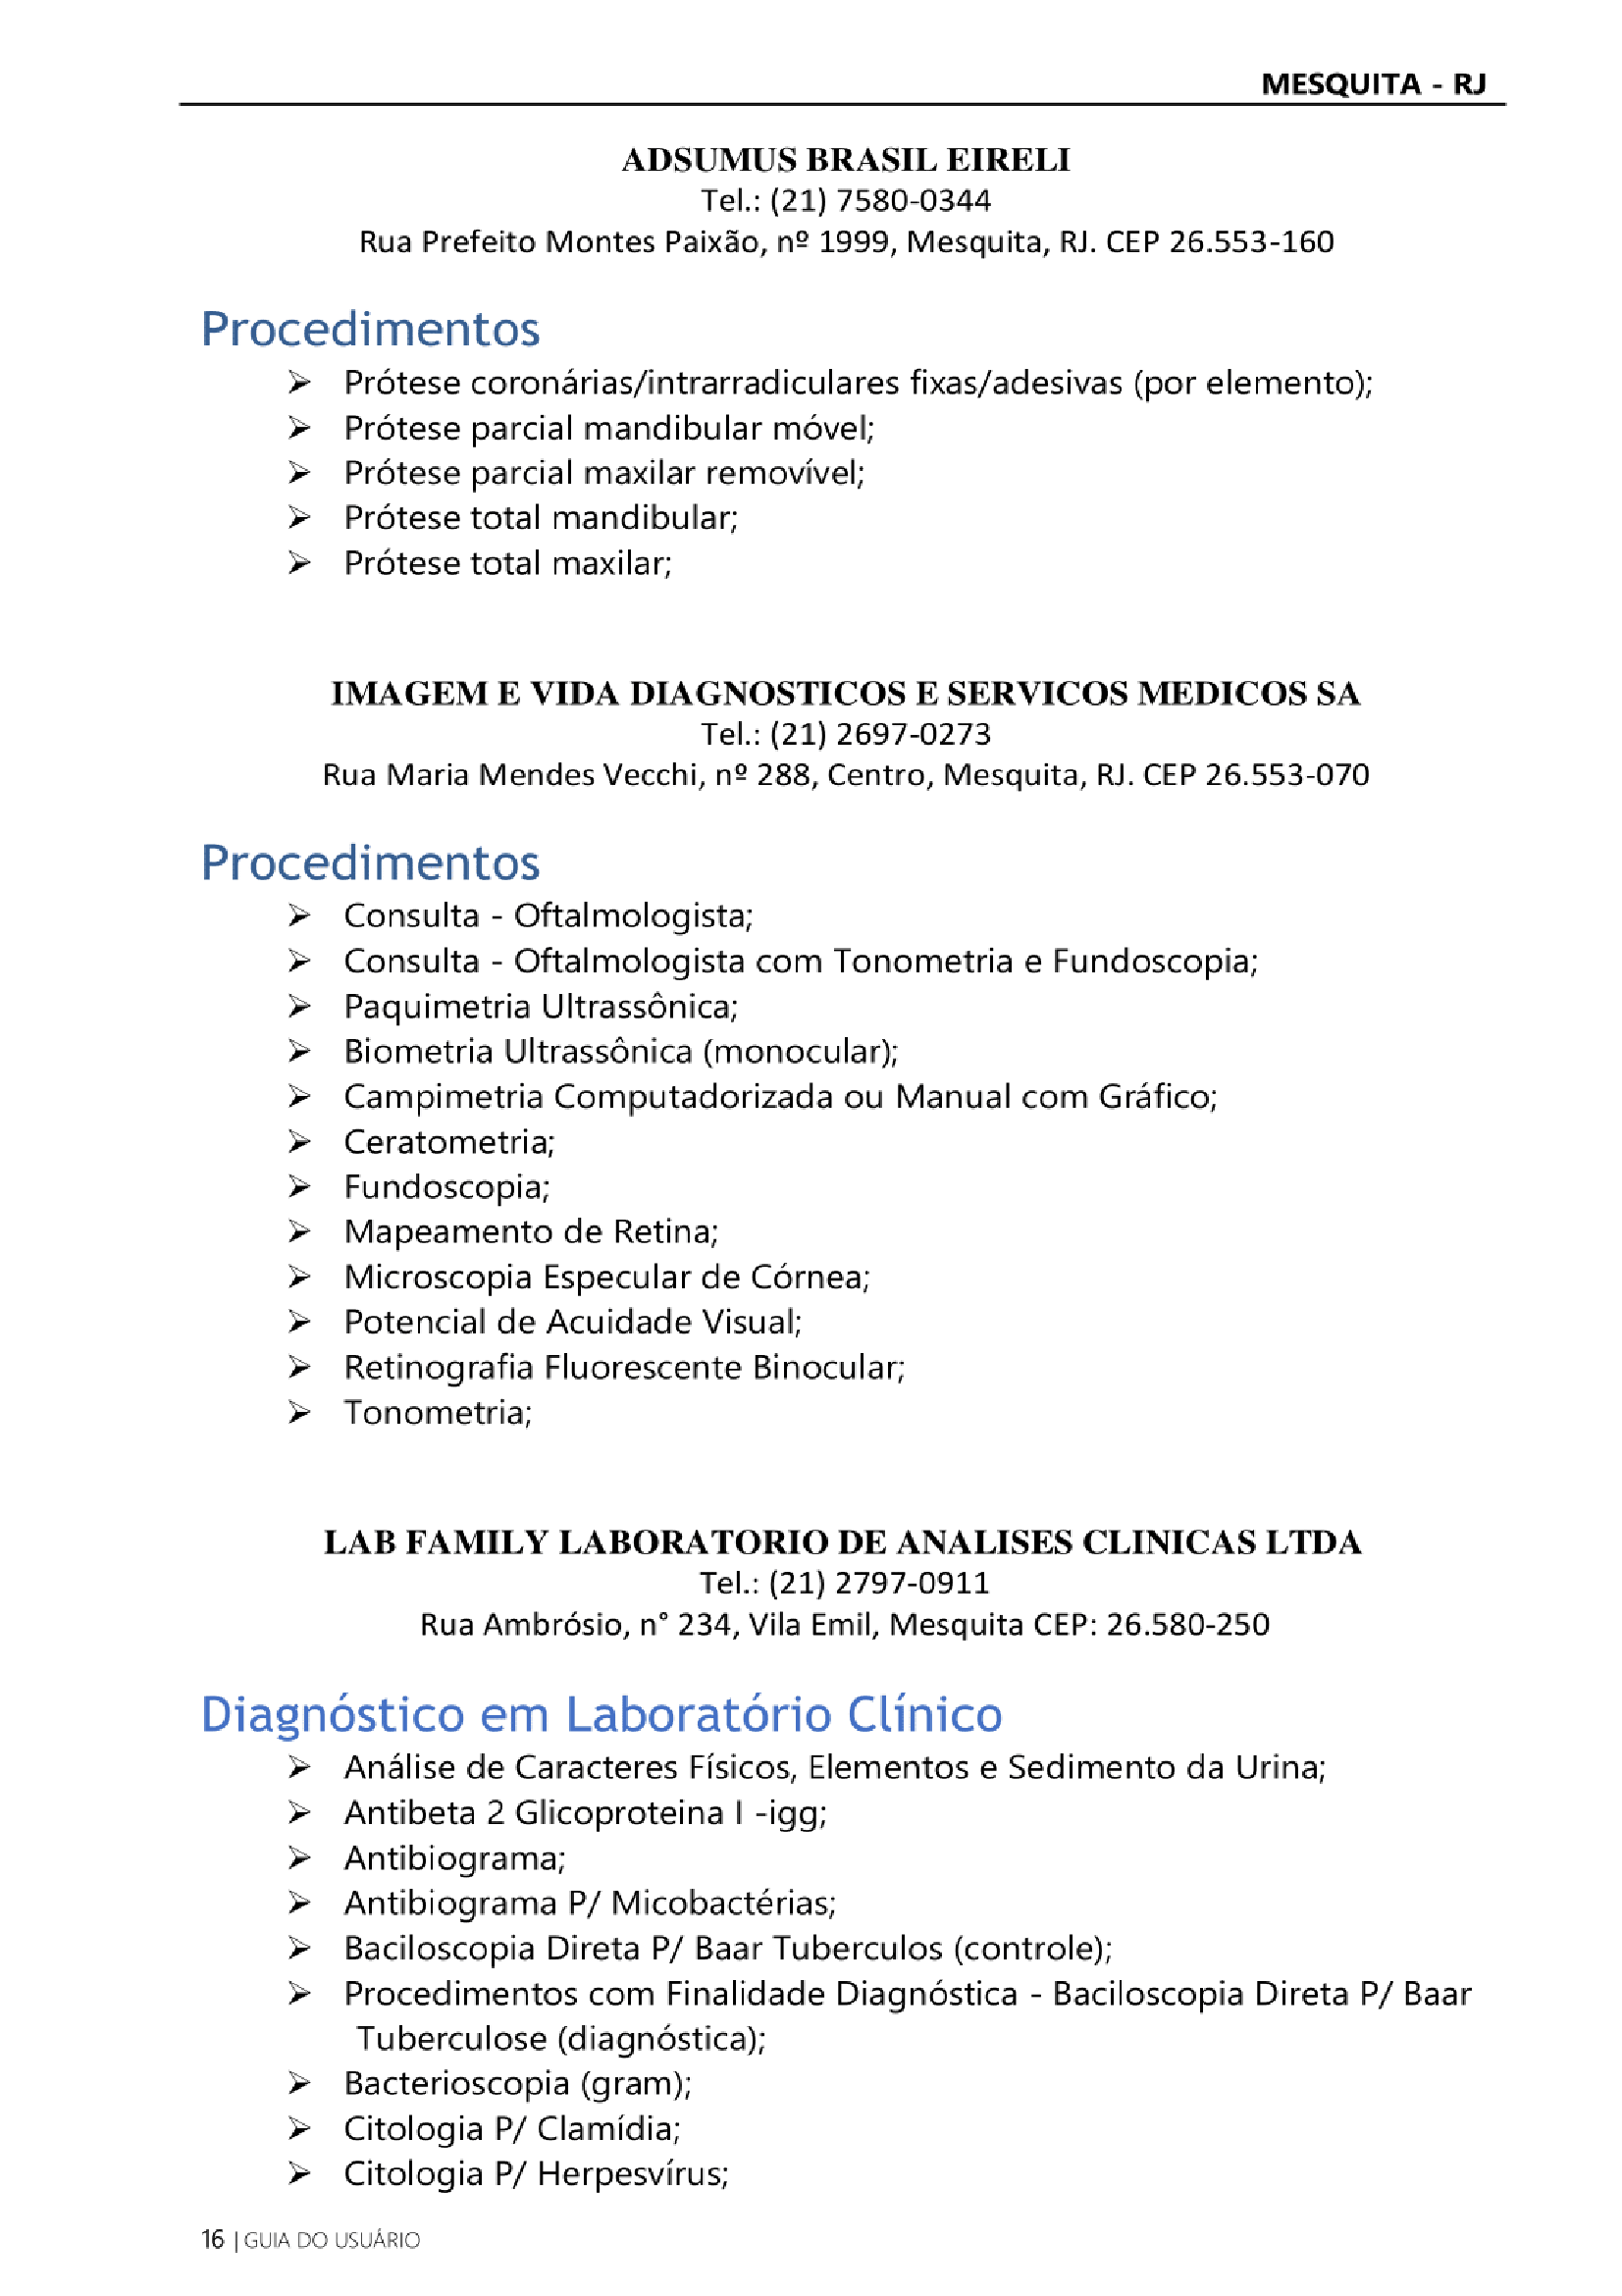 MESQUITA - RJ
ADSUMUS BRASIL EIRELI
Tel.: (21) 7580-0344
Rua Prefeito Montes Paixão, nº 1999, Mesquita, RJ. CEP 26.553-160
Procedimentos
➢ Prótese coronárias/intrarradiculares fixas/adesivas (por elemento);
➢ Prótese parcial mandibular móvel;
➢ Prótese parcial maxilar removível;
➢ Prótese total mandibular;
➢ Prótese total maxilar;
IMAGEM E VIDA DIAGNOSTICOS E SERVICOS MEDICOS SA
Tel.: (21) 2697-0273
Rua Maria Mendes Vecchi, nº 288, Centro, Mesquita, RJ. CEP 26.553-070
Procedimentos
➢ Consulta - Oftalmologista;
➢ Consulta - Oftalmologista com Tonometria e Fundoscopia;
➢ Paquimetria Ultrassônica;
➢ Biometria Ultrassônica (monocular);
➢ Campimetria Computadorizada ou Manual com Gráfico;
➢ Ceratometria;
➢ Fundoscopia;
➢ Mapeamento de Retina;
➢ Microscopia Especular de Córnea;
➢ Potencial de Acuidade Visual;
➢ Retinografia Fluorescente Binocular;
➢ Tonometria;
LAB FAMILY LABORATORIO DE ANALISES CLINICAS LTDA
Tel.: (21) 2797-0911
Rua Ambrósio, n° 234, Vila Emil, Mesquita CEP: 26.580-250
Diagnóstico em Laboratório Clínico
➢ Análise de Caracteres Físicos, Elementos e Sedimento da Urina;
➢ Antibeta 2 Glicoproteina I -igg;
➢ Antibiograma;
➢ Antibiograma P/ Micobactérias;
➢ Baciloscopia Direta P/ Baar Tuberculos (controle);
➢ Procedimentos com Finalidade Diagnóstica - Baciloscopia Direta P/ Baar
Tuberculose (diagnóstica);
➢ Bacterioscopia (gram);
➢ Citologia P/ Clamídia;
➢ Citologia P/ Herpesvírus;
16 | GUIA DO USUÁRIO